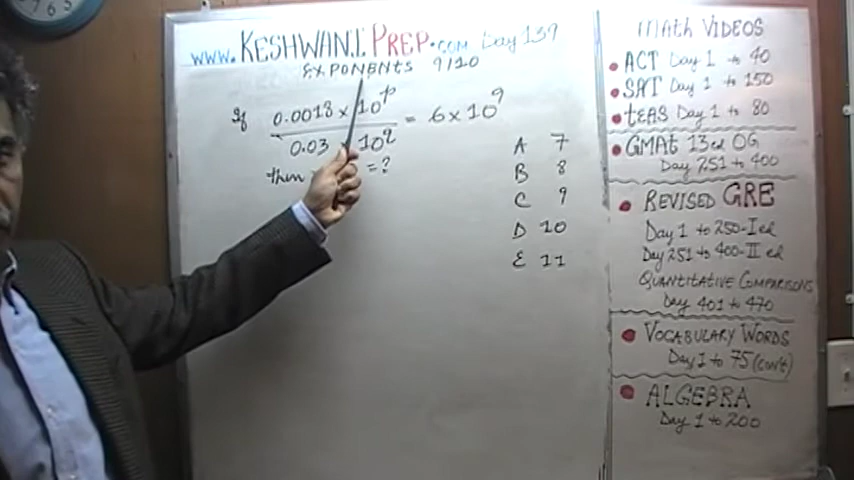 www.KESHWANI PREP.com Day 139
EXPONENTS 9/10
If 0.0018 x 10^p
= 6 x 10^9
0.03 10^q
then =?
A 7
B 8
C 9
D 10
E 11
Math VIDEOS
ACT Day 1 to 40
SAT Day 1 to 150
tEAS Day 1 to 80
GMAt 13 ed OG
Day 251 to 400
REVISED GRE
Day 1 to 250-I ed
Day 251 to 400-II ed
QUANTITATIVE COMPARISONS
Day 401 to 470
VOCABULARY WORDS
Day 1 to 75 (con't)
ALGEBRA
Day 1 to 200